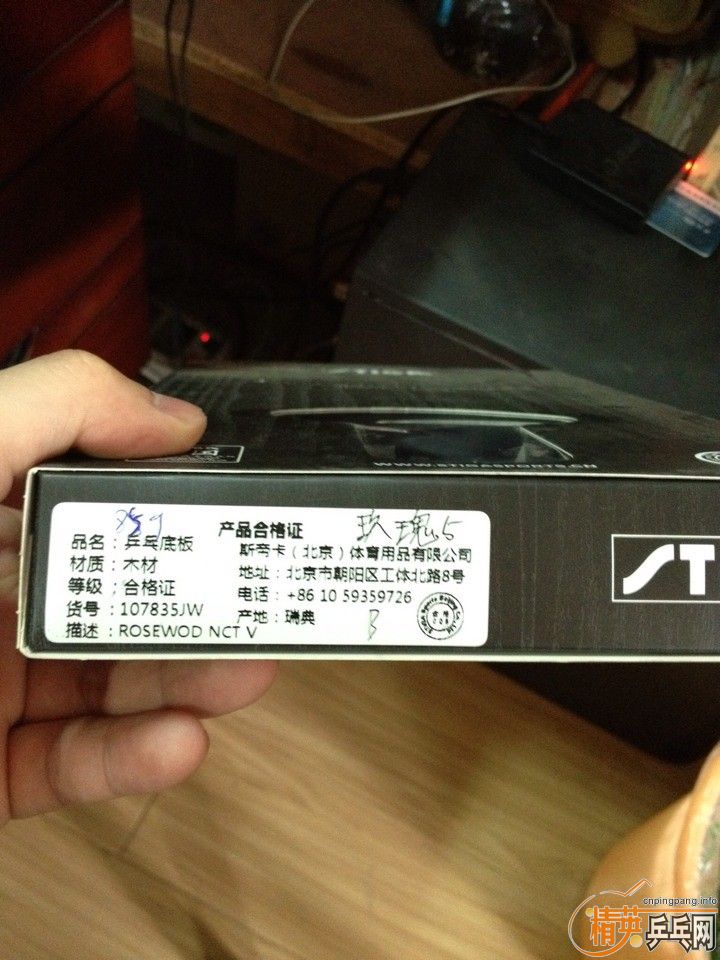 WWW.STIGASPORTS.CN
产品合格证
玫瑰5
品名：乒乓底板
材质：木材
等级：合格证
货号：107835JW
描述：ROSEWOD NCT V
斯帝卡（北京）体育用品有限公司
地址：北京市朝阳区工体北路8号
电话：+86 10 59359726
产地：瑞典
B
ST
cnpingpang.info
精英乒乓网